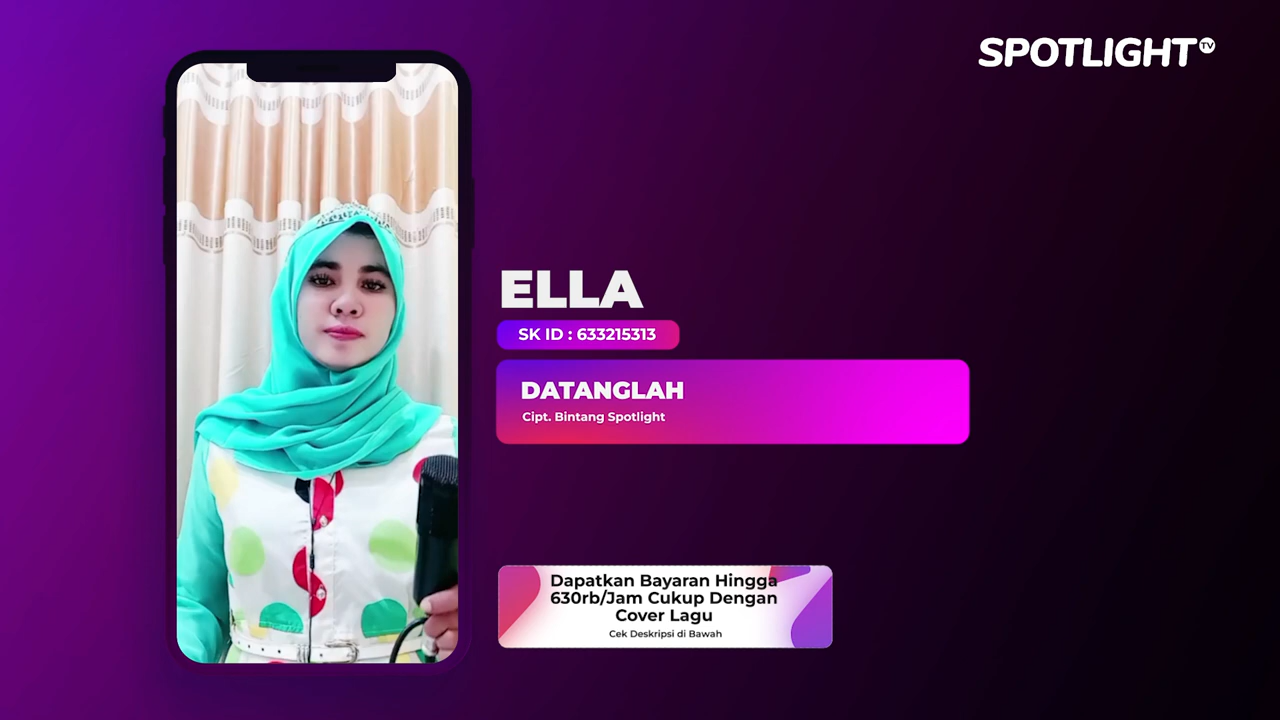 SPOTLIGHT TV
ELLA
SK ID : 633215313
DATANGLAH
Cipt. Bintang Spotlight
Dapatkan Bayaran Hingga
630rb/Jam Cukup Dengan
Cover Lagu
Cek Deskripsi di Bawah